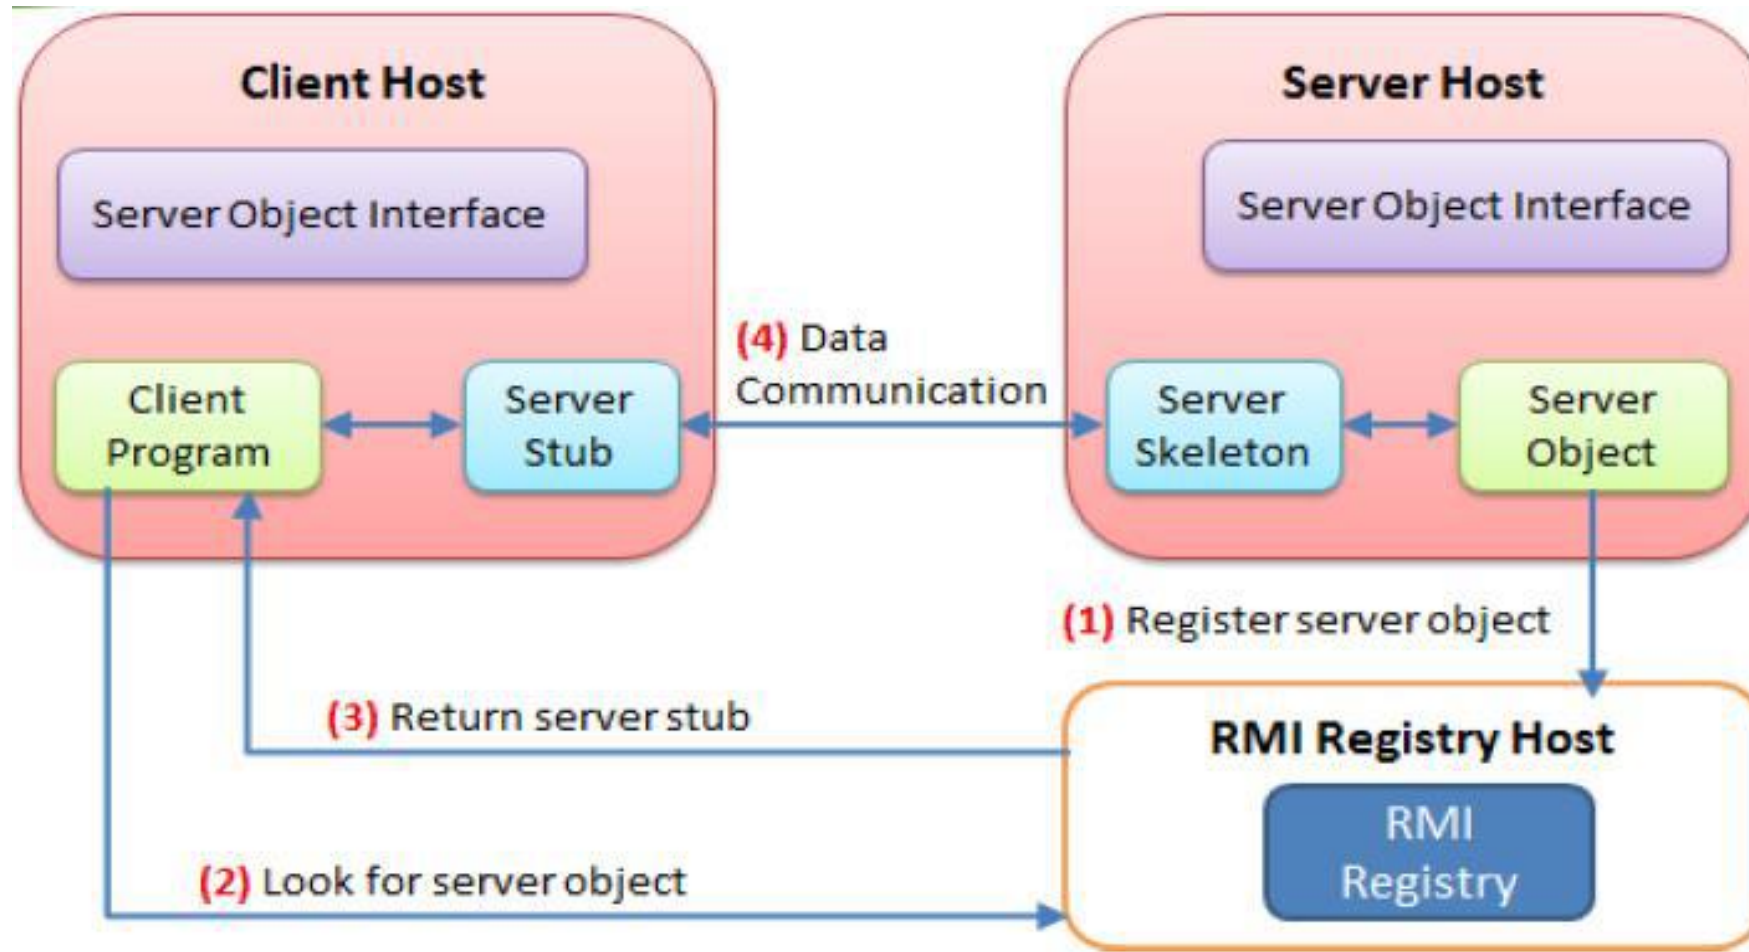 Client Host
Server Object Interface
Client
Program
Server
Stub
(4) Data
Communication
Server Host
Server Object Interface
Server
Skeleton
Server
Object
(1) Register server object
(3) Return server stub
(2) Look for server object
RMI Registry Host
RMI
Registry